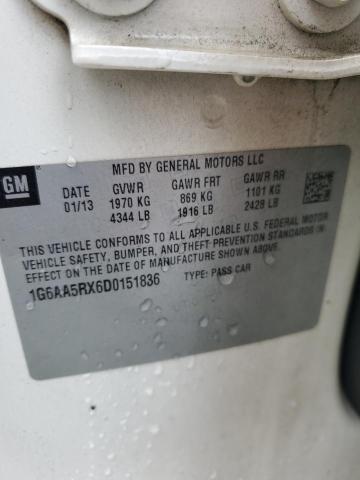 MFD BY GENERAL MOTORS LLC
GM
DATE GVWR GAWR FRT GAWR RR
01/13 1970 KG 869 KG 1101 KG
4344 LB 1916 LB 2428 LB
THIS VEHICLE CONFORMS TO ALL APPLICABLE U.S. FEDERAL MOTOR
VEHICLE SAFETY, BUMPER, AND THEFT PREVENTION STANDARDS IN
EFFECT ON THE DATE OF MANUFACTURE SHOWN ABOVE.
1G6AA5RX6D0151836 TYPE: PASS CAR